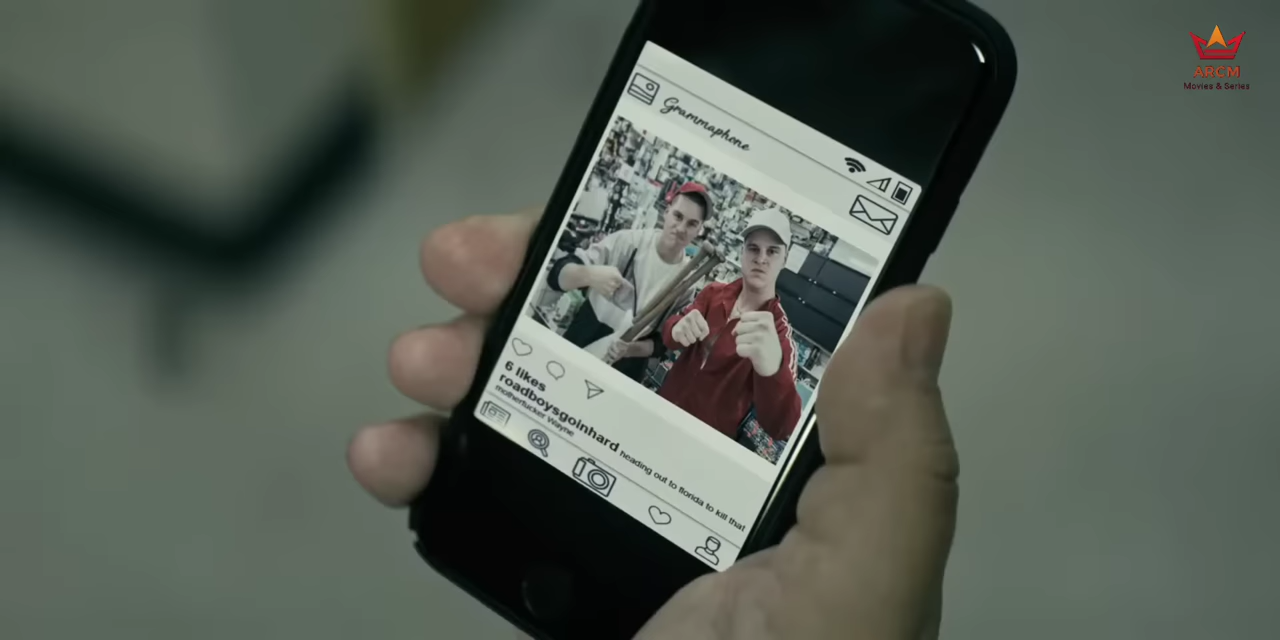 ARCM
Movies & Series
Grammaphone
6 likes
roadboysgoinhard heading out to florida to kill that
motherfucker Wayne